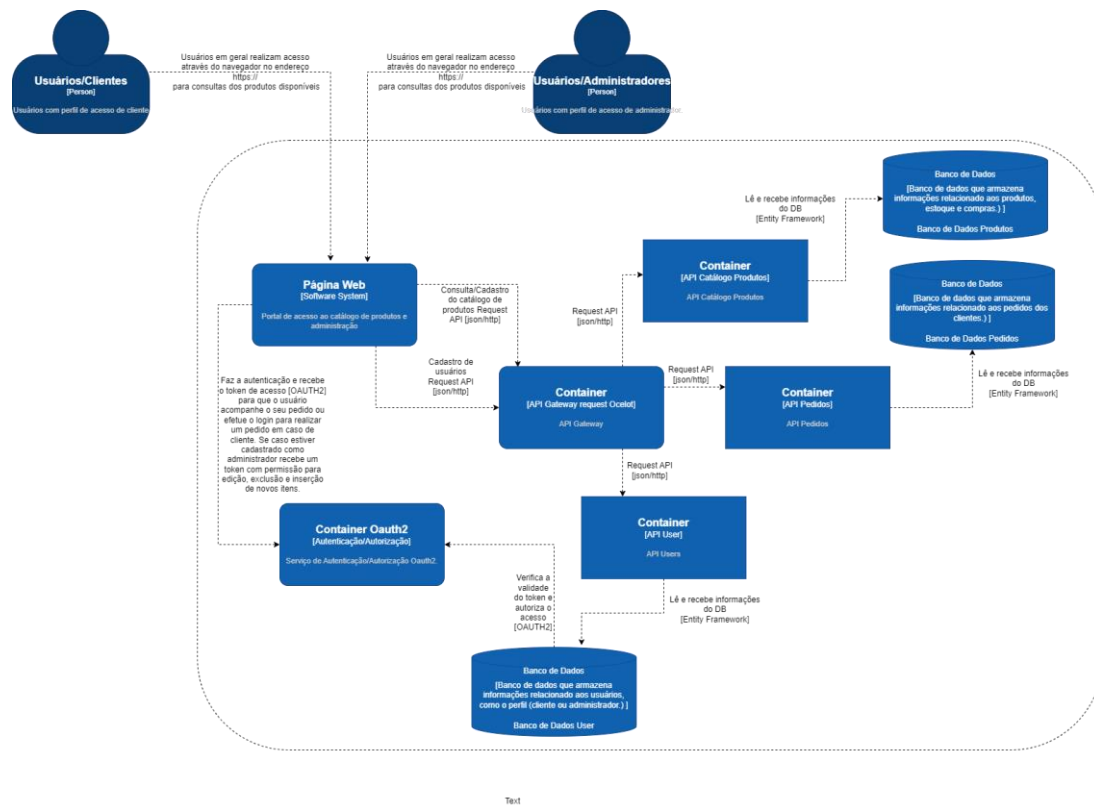 Usuários/Clientes
[Person]
Usuários com perfil de acesso de cliente
Usuários em geral realizam acesso
através do navegador no endereço
https://
para consultas dos produtos disponíveis
Usuários em geral realizam acesso
através do navegador no endereço
https://
para consultas dos produtos disponíveis
Usuários/Administradores
[Person]
Usuários com perfil de acesso de administrador.
Banco de Dados
[Banco de dados que armazena
informações relacionado aos produtos,
estoque e compras.) ]
Banco de Dados Produtos
Lê e recebe informações
do DB
[Entity Framework]
Container
[API Catálogo Produtos]
API Catálogo Produtos
Página Web
[Software System]
Portal de acesso ao catálogo de produtos e
administração
Consulta/Cadastro
do catálogo de
produtos Request
API [json/http]
Request API
[json/http]
Banco de Dados
[Banco de dados que armazena
informações relacionado aos pedidos dos
clientes.) ]
Banco de Dados Pedidos
Cadastro de
usuários
Request API
[json/http]
Container
[API Gateway request Ocelot]
API Gateway
Request API
[json/http]
Container
[API Pedidos]
API Pedidos
Lê e recebe informações
do DB
[Entity Framework]
Faz a autenticação e recebe
o token de acesso [OAUTH2]
para que o usuário
acompanhe o seu pedido ou
efetue o login para realizar
um pedido em caso de
cliente. Se caso estiver
cadastrado como
administrador recebe um
token com permissão para
edição, exclusão e inserção
de novos ítens.
Request API
[json/http]
Container Oauth2
[Autenticação/Autorização]
Serviço de Autenticação/Autorização Oauth2.
Container
[API User]
API Users
Verifica a
validade
do token e
autoriza o
acesso
[OAUTH2]
Lê e recebe informações
do DB
[Entity Framework]
Banco de Dados
[Banco de dados que armazena
informações relacionado aos usuários,
como o perfil (cliente ou administrador.) ]
Banco de Dados User
Text